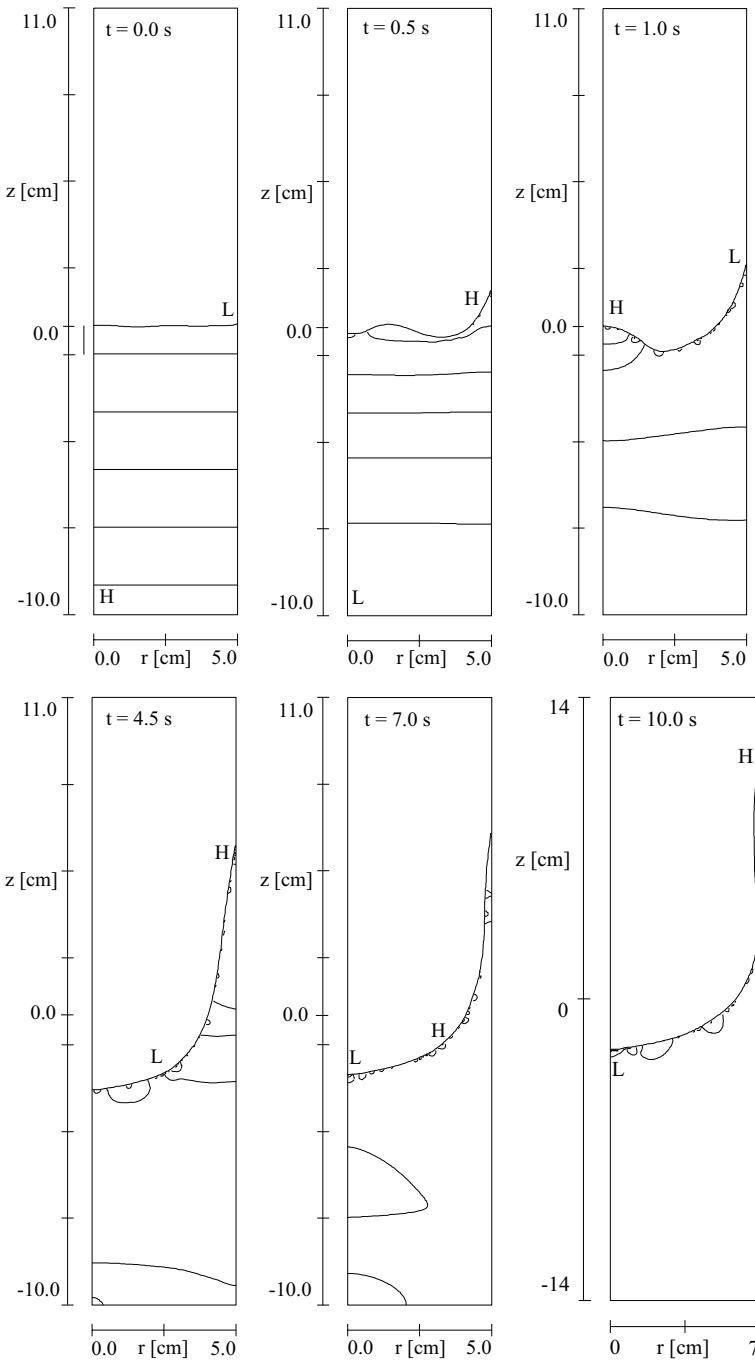 11.0
t = 0.0 s
z [cm]
L
0.0
H
-10.0
0.0 r [cm] 5.0
11.0
t = 0.5 s
z [cm]
H
0.0
L
-10.0
0.0 r [cm] 5.0
11.0
t = 1.0 s
z [cm]
L
H
0.0
-10.0
0.0 r [cm] 5.0
11.0
t = 4.5 s
H
z [cm]
0.0
L
-10.0
0.0 r [cm] 5.0
11.0
t = 7.0 s
z [cm]
0.0
H
L
-10.0
0.0 r [cm] 5.0
14
t = 10.0 s
H
z [cm]
0
L
-14
0 r [cm] 7